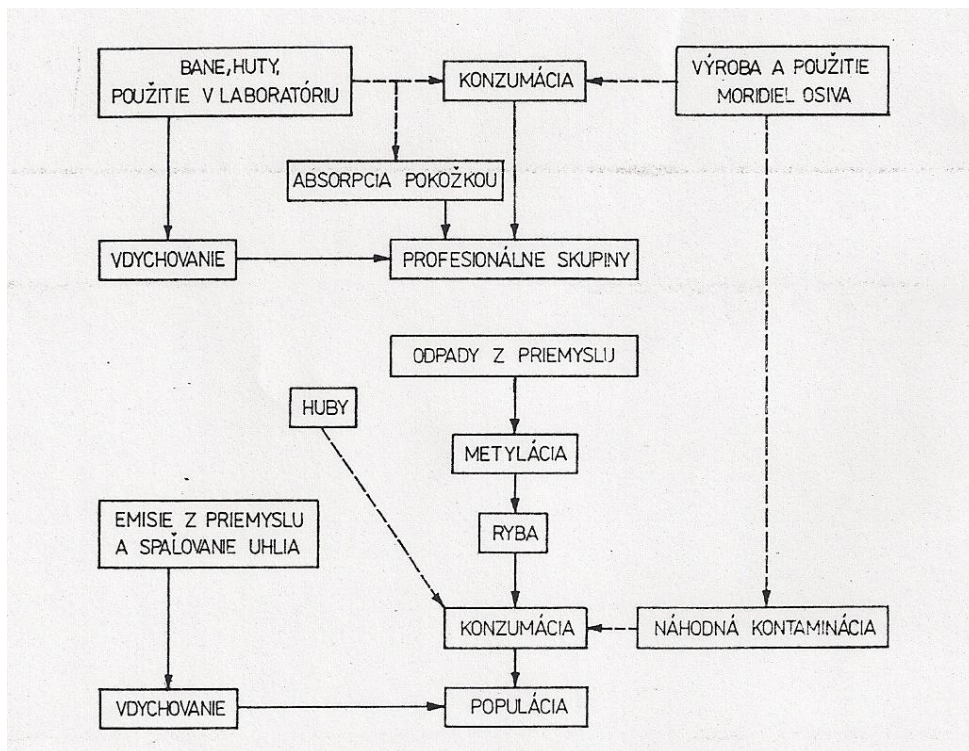 BANE, HUTY,
POUŽITIE V LABORATÓRIU
KONZUMÁCIA
VÝROBA A POUŽITIE
MORIDIEL OSIVA
ABSORPCIA POKOŽKOU
VDYCHOVANIE
PROFESIONÁLNE SKUPINY
ODPADY Z PRIEMYSLU
HUBY
METYLÁCIA
EMISIE Z PRIEMYSLU
A SPAĽOVANIE UHLIA
RYBA
KONZUMÁCIA
NÁHODNÁ KONTAMINÁCIA
VDYCHOVANIE
POPULÁCIA